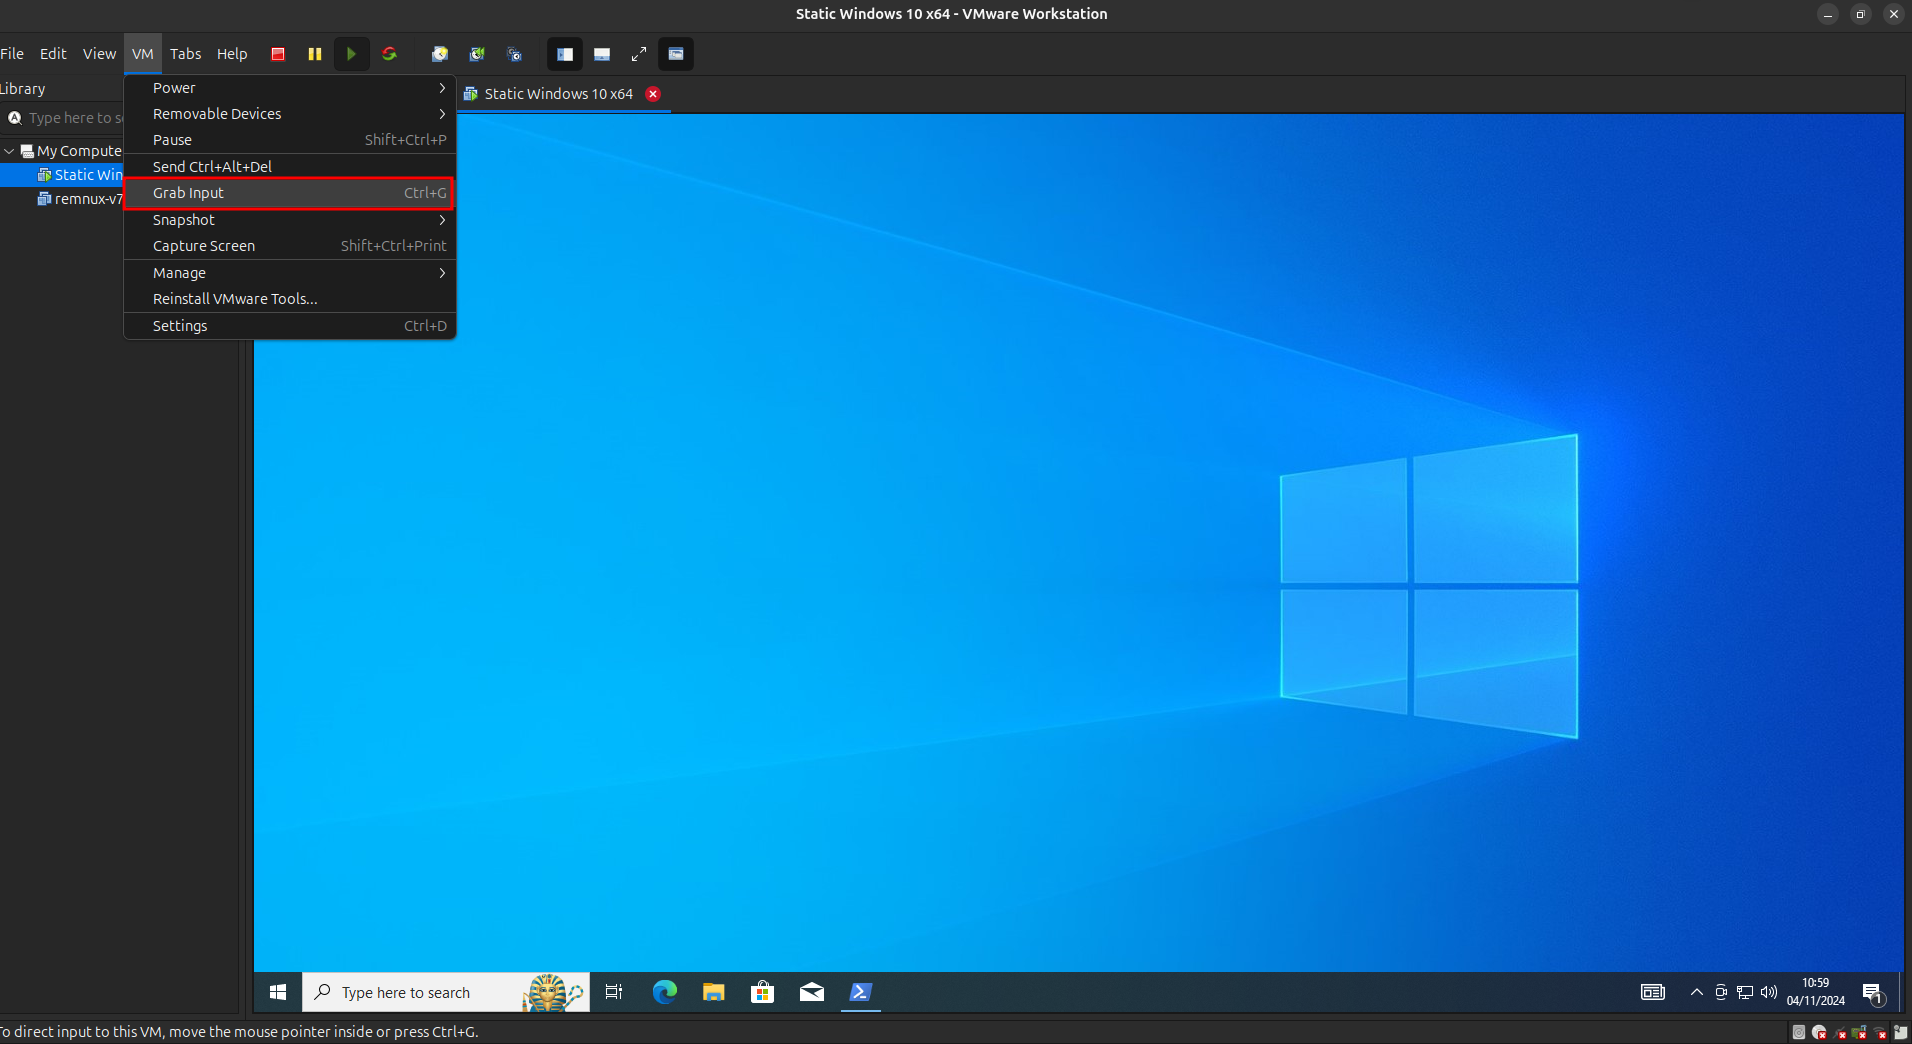 Static Windows 10 x64 - VMware Workstation
File Edit View VM Tabs Help
Library
Type here to se
My Compute
Static Win
remnux-v7
Power
Removable Devices
Pause Shift+Ctrl+P
Send Ctrl+Alt+Del
Grab Input Ctrl+G
Snapshot
Capture Screen Shift+Ctrl+Print
Manage
Reinstall VMware Tools...
Settings Ctrl+D
Static Windows 10 x64
Type here to search
10:59
04/11/2024
1
To direct input to this VM, move the mouse pointer inside or press Ctrl+G.